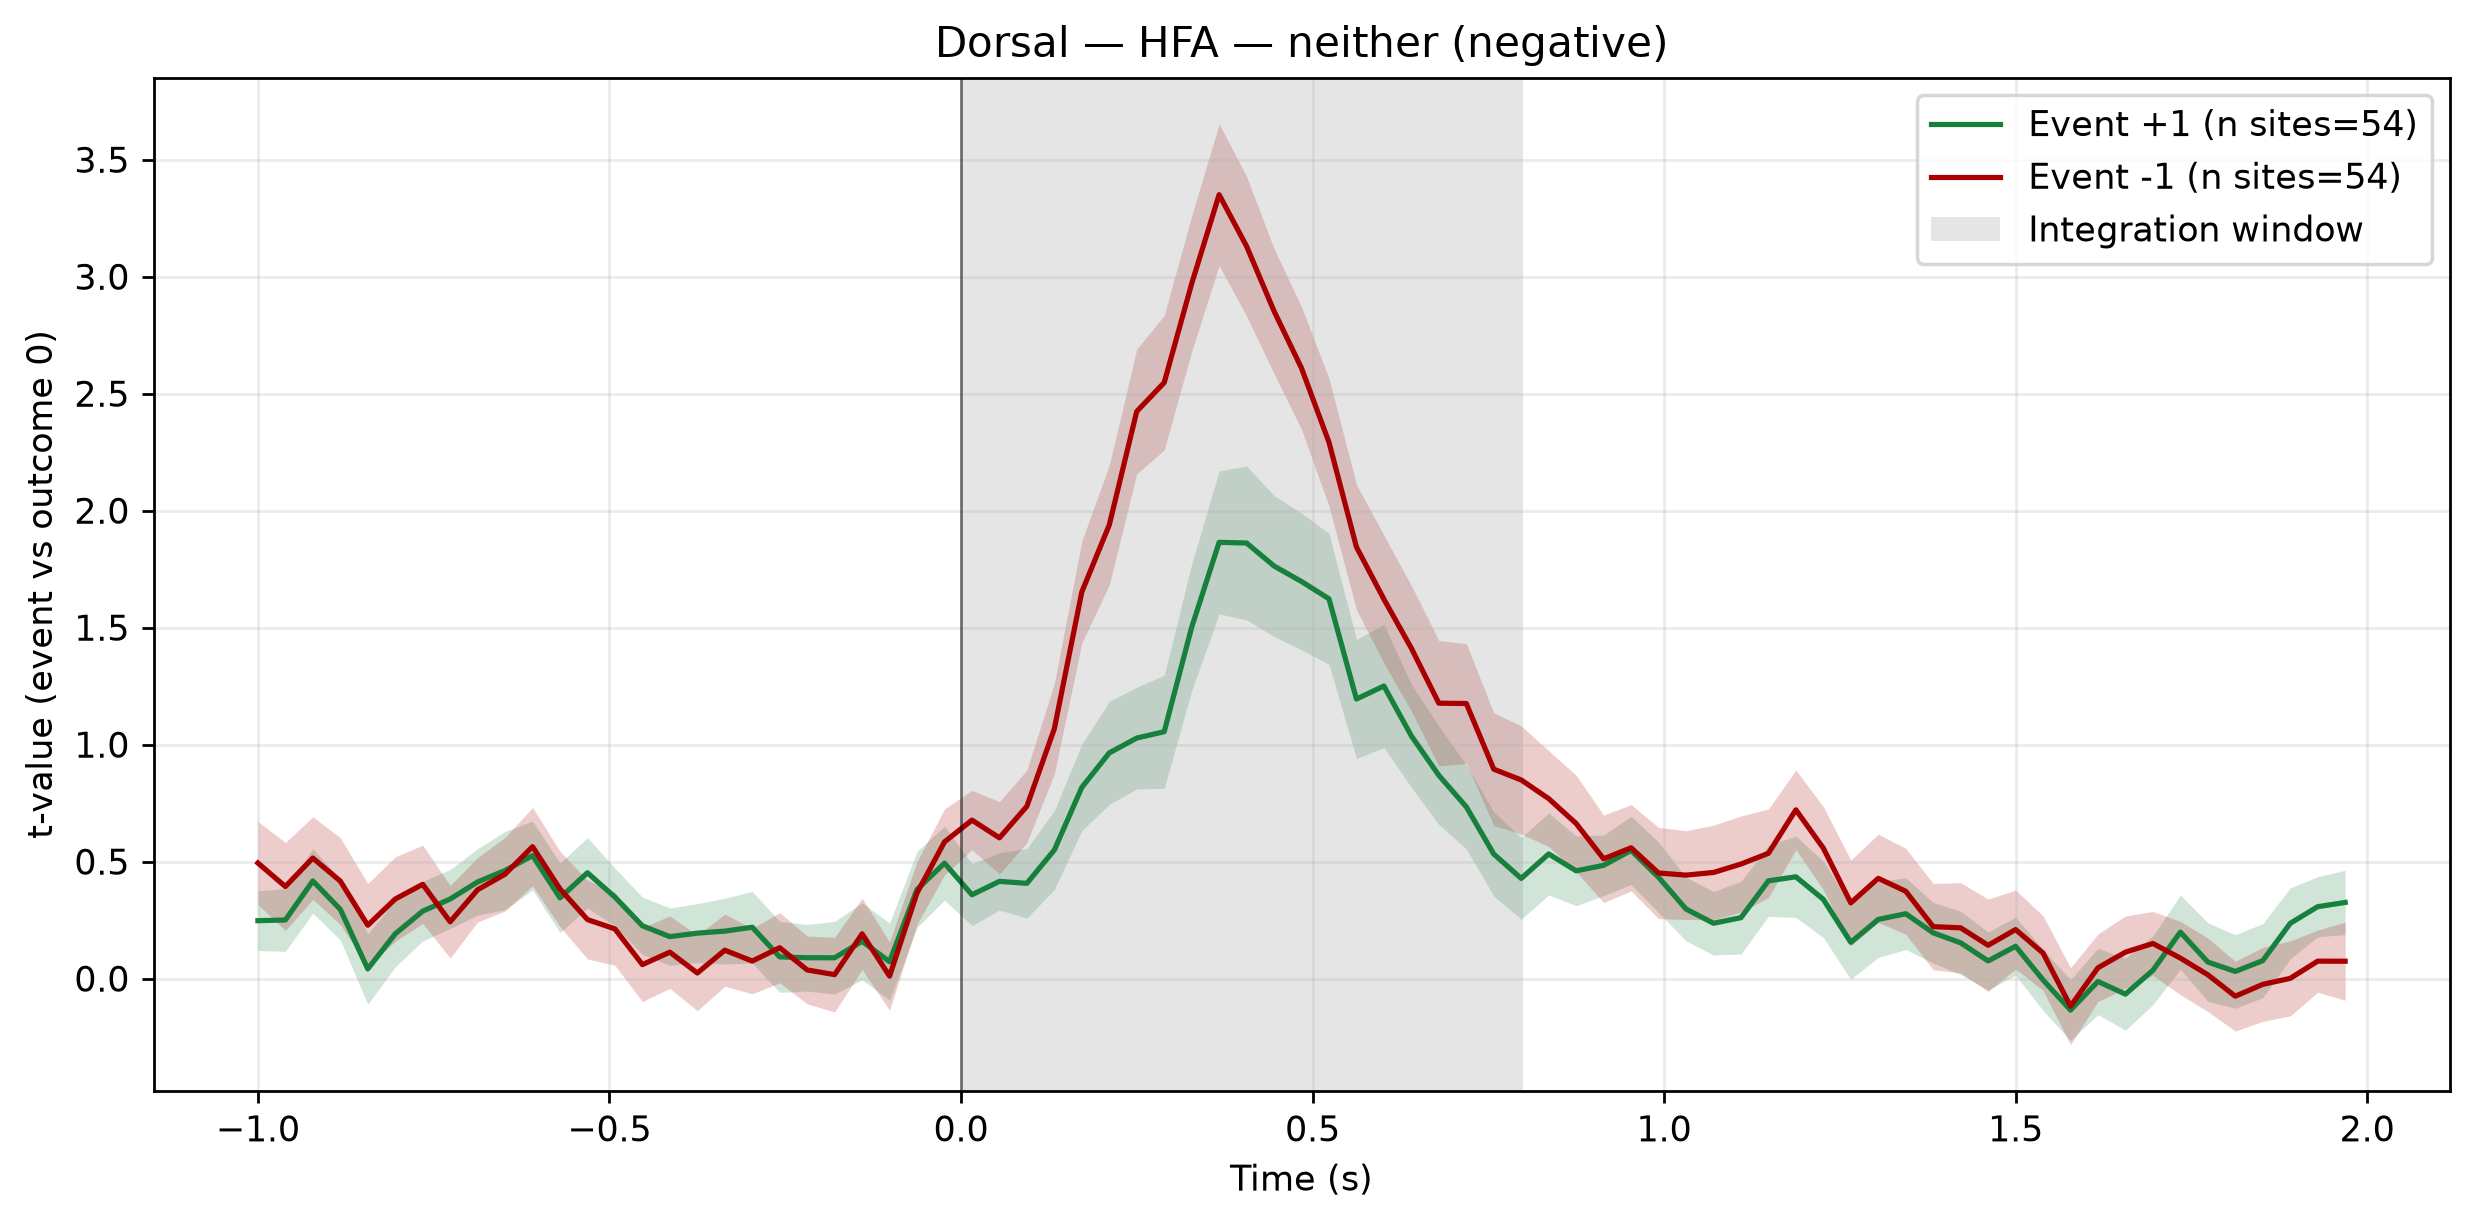 Dorsal — HFA — neither (negative)
t-value (event vs outcome 0)
3.5
3.0
2.5
2.0
1.5
1.0
0.5
0.0
Event +1 (n sites=54)
Event -1 (n sites=54)
Integration window
−1.0
−0.5
0.0
0.5
1.0
1.5
2.0
Time (s)